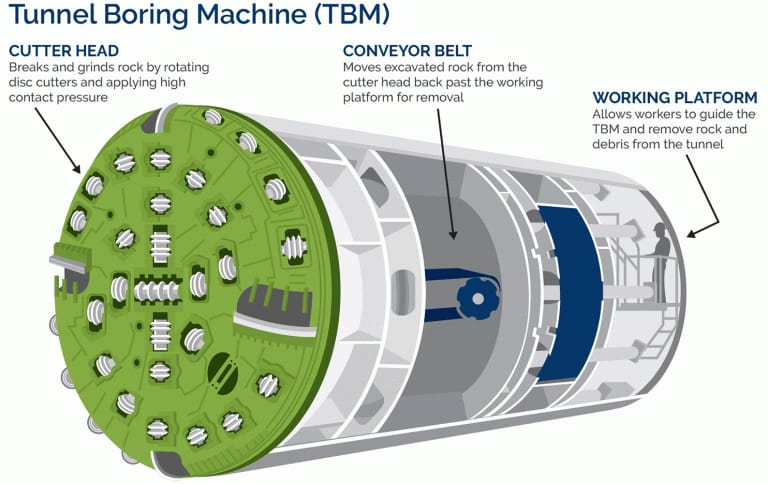 Tunnel Boring Machine (TBM)
CUTTER HEAD
Breaks and grinds rock by rotating
disc cutters and applying high
contact pressure
CONVEYOR BELT
Moves excavated rock from the
cutter head back past the working
platform for removal
WORKING PLATFORM
Allows workers to guide the
TBM and remove rock and
debris from the tunnel